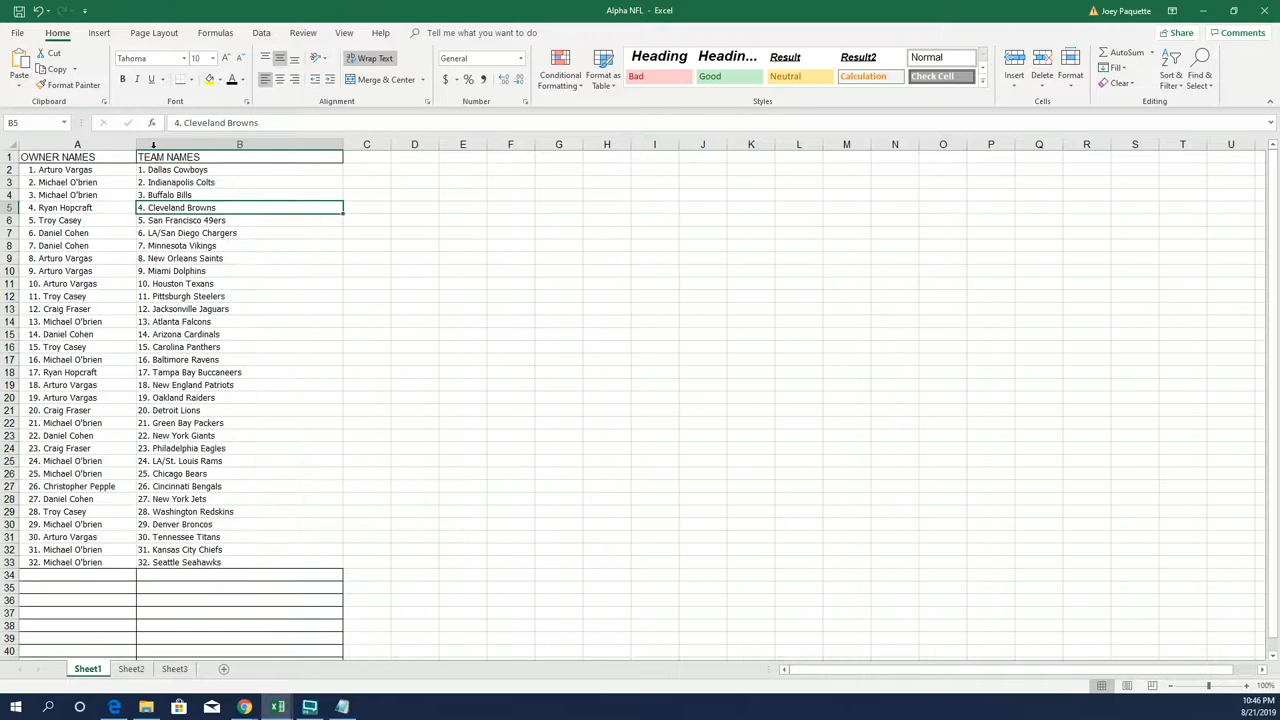 Alpha NFL - Excel
Joey Paquette
File Home Insert Page Layout Formulas Data Review View Help Tell me what you want to do
Share Comments
Cut
Copy
Format Painter
Paste
Clipboard
Tahoma 10
B I U
Font
Wrap Text
Merge & Center
Alignment
General
$ % ,
Number
Conditional Formatting
Format as Table
Heading Headin... Result Result2 Normal
Bad Good Neutral Calculation Check Cell
Styles
Insert Delete Format
Cells
AutoSum
Fill
Clear
Sort & Filter
Find & Select
Editing
B5 fx 4. Cleveland Browns
A B C D E F G H I J K L M N O P Q R S T U
1 OWNER NAMES TEAM NAMES
2 1. Arturo Vargas 1. Dallas Cowboys
3 2. Michael O'brien 2. Indianapolis Colts
4 3. Michael O'brien 3. Buffalo Bills
5 4. Ryan Hopcraft 4. Cleveland Browns
6 5. Troy Casey 5. San Francisco 49ers
7 6. Daniel Cohen 6. LA/San Diego Chargers
8 7. Daniel Cohen 7. Minnesota Vikings
9 8. Arturo Vargas 8. New Orleans Saints
10 9. Arturo Vargas 9. Miami Dolphins
11 10. Arturo Vargas 10. Houston Texans
12 11. Troy Casey 11. Pittsburgh Steelers
13 12. Craig Fraser 12. Jacksonville Jaguars
14 13. Michael O'brien 13. Atlanta Falcons
15 14. Daniel Cohen 14. Arizona Cardinals
16 15. Troy Casey 15. Carolina Panthers
17 16. Michael O'brien 16. Baltimore Ravens
18 17. Ryan Hopcraft 17. Tampa Bay Buccaneers
19 18. Arturo Vargas 18. New England Patriots
20 19. Arturo Vargas 19. Oakland Raiders
21 20. Craig Fraser 20. Detroit Lions
22 21. Michael O'brien 21. Green Bay Packers
23 22. Daniel Cohen 22. New York Giants
24 23. Craig Fraser 23. Philadelphia Eagles
25 24. Michael O'brien 24. LA/St. Louis Rams
26 25. Michael O'brien 25. Chicago Bears
27 26. Christopher Pepple 26. Cincinnati Bengals
28 27. Daniel Cohen 27. New York Jets
29 28. Troy Casey 28. Washington Redskins
30 29. Michael O'brien 29. Denver Broncos
31 30. Arturo Vargas 30. Tennessee Titans
32 31. Michael O'brien 31. Kansas City Chiefs
33 32. Michael O'brien 32. Seattle Seahawks
34
35
36
37
38
39
40
Sheet1 Sheet2 Sheet3
100%
10:46 PM
8/21/2019